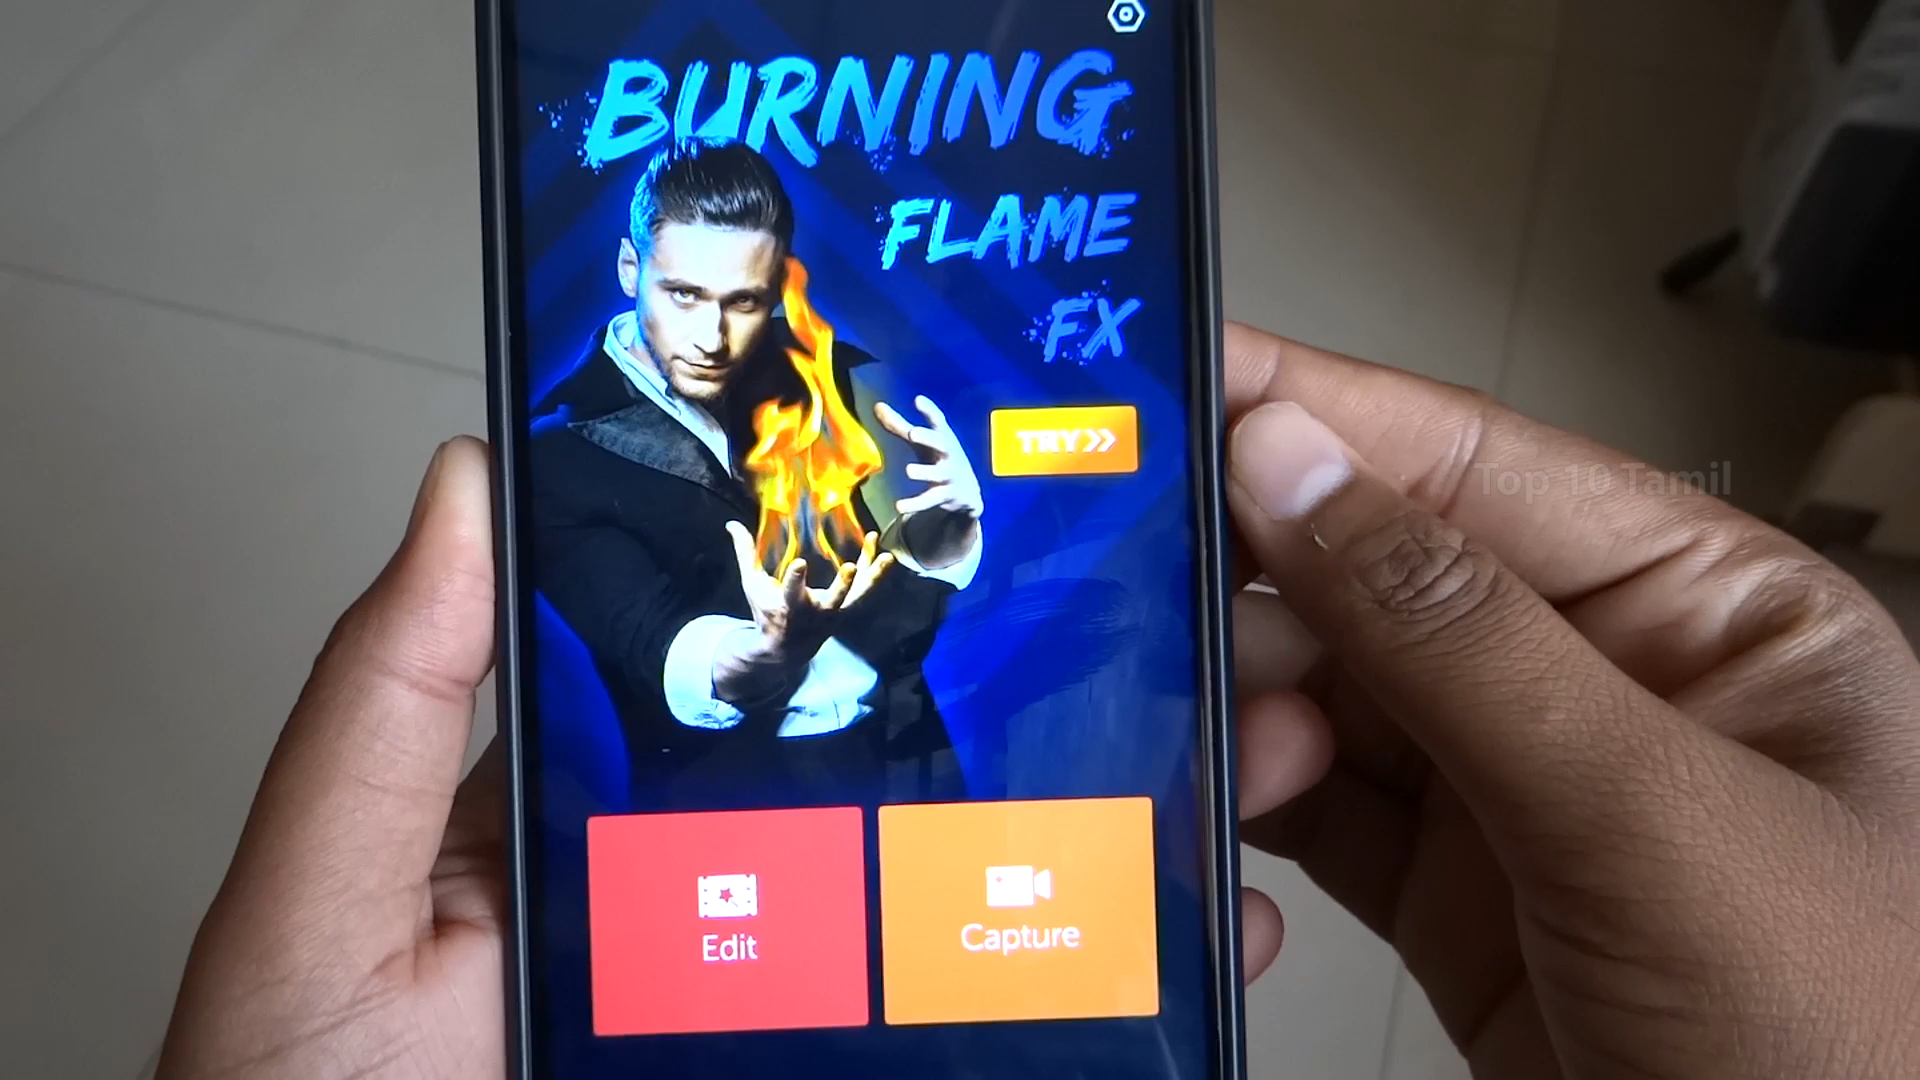 BURNING
FLAME
FX
TRY
Top 10 Tamil
Edit
Capture